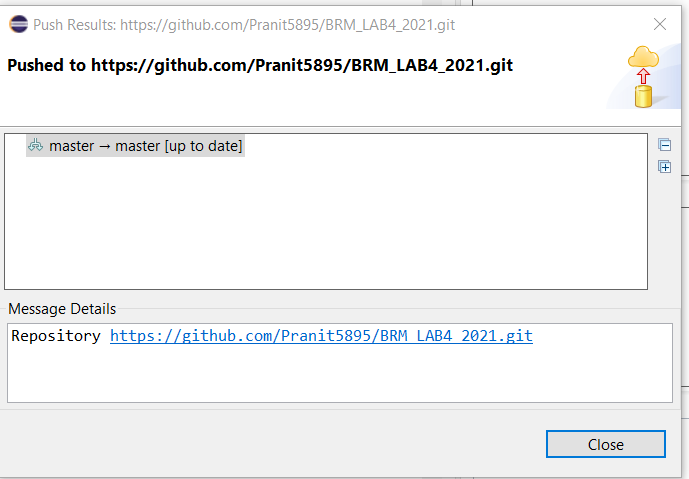 Push Results: https://github.com/Pranit5895/BRM_LAB4_2021.git
Pushed to https://github.com/Pranit5895/BRM_LAB4_2021.git
master → master [up to date]
Message Details
Repository https://github.com/Pranit5895/BRM_LAB4_2021.git
Close